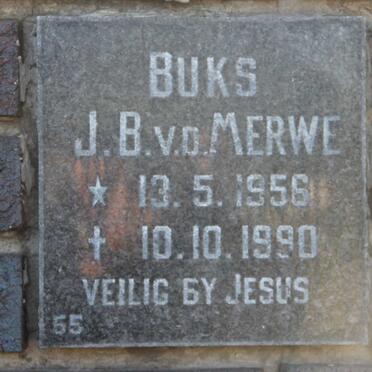 BUKS
J.B.V.D. MERWE
★ 13.5.1956
✝ 10.10.1990
VEILIG BY JESUS
55